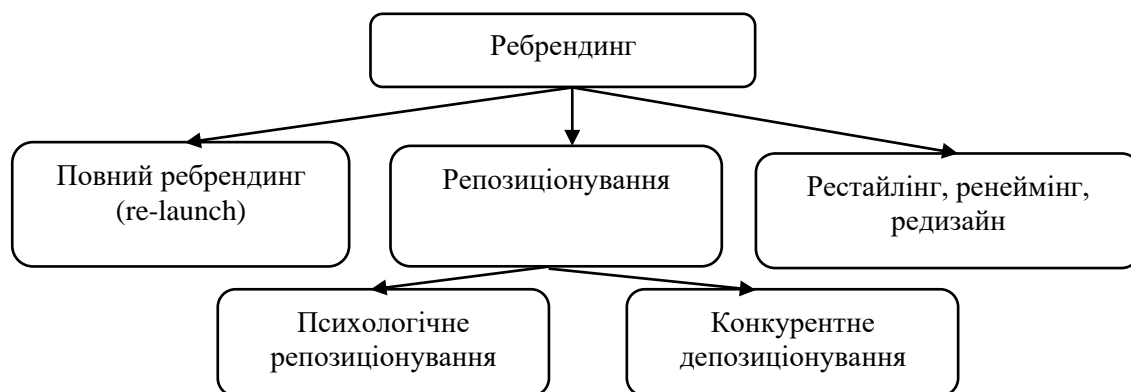 Ребрендинг
Повний ребрендинг
(re-launch)
Репозиціонування
Рестайлінг, ренеймінг,
редизайн
Психологічне
репозиціонування
Конкурентне
депозиціонування